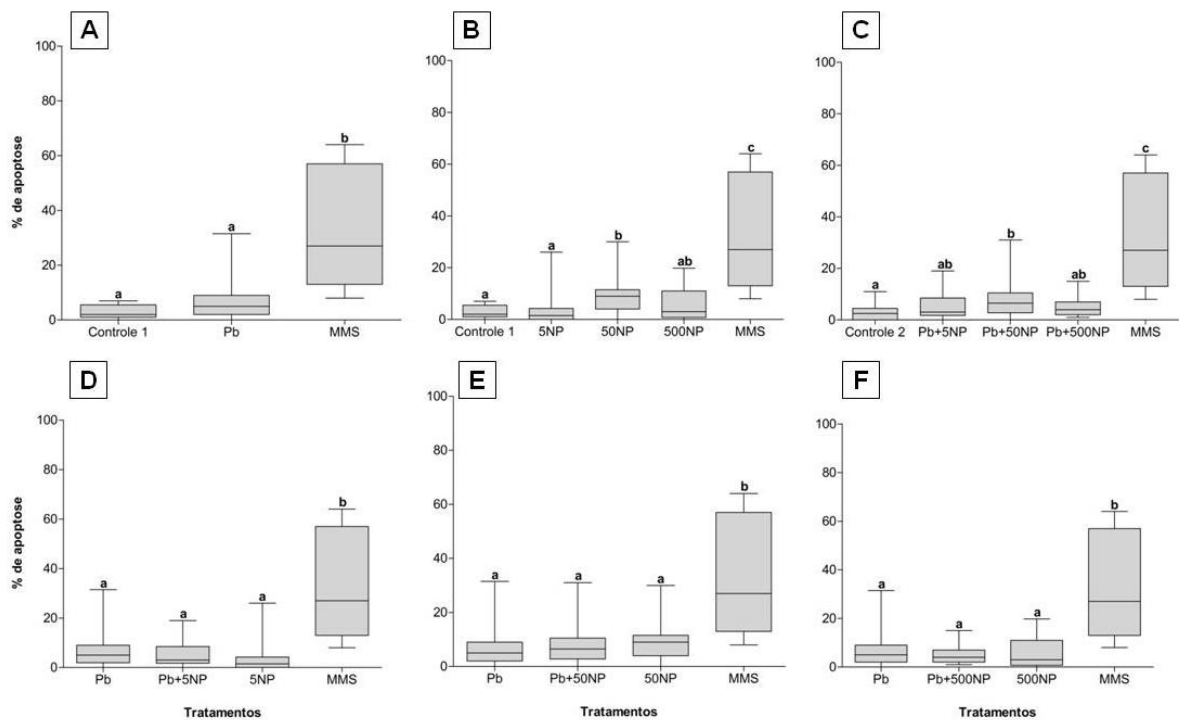 A
B
C
% de apoptose
100
80
60
40
20
0
a
a
b
Controle 1
Pb
MMS
100
80
60
40
20
0
a
a
b
ab
c
Controle 1
5NP
50NP
500NP
MMS
100
80
60
40
20
0
a
ab
b
ab
c
Controle 2
Pb+5NP
Pb+50NP
Pb+500NP
MMS
D
E
F
% de apoptose
100
80
60
40
20
0
a
a
a
b
Pb
Pb+5NP
5NP
MMS
Tratamentos
100
80
60
40
20
0
a
a
a
b
Pb
Pb+50NP
50NP
MMS
Tratamentos
100
80
60
40
20
0
a
a
a
b
Pb
Pb+500NP
500NP
MMS
Tratamentos